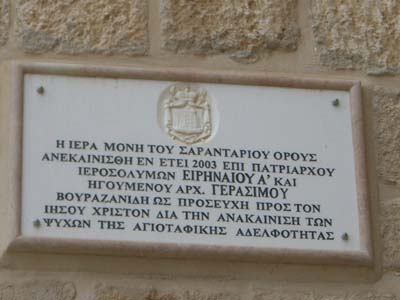 Η ΙΕΡΑ ΜΟΝΗ ΤΟΥ ΣΑΡΑΝΤΑΡΙΟΥ ΟΡΟΥΣ
ΑΝΕΚΑΙΝΙΣΘΗ ΕΝ ΕΤΕΙ 2003 ΕΠΙ ΠΑΤΡΙΑΡΧΟΥ
ΙΕΡΟΣΟΛΥΜΩΝ ΕΙΡΗΝΑΙΟΥ Α' ΚΑΙ
ΗΓΟΥΜΕΝΟΥ ΑΡΧ. ΓΕΡΑΣΙΜΟΥ
ΒΟΥΡΑΖΑΝΙΔΗ ΩΣ ΠΡΟΣΕΥΧΗ ΠΡΟΣ ΤΟΝ
ΙΗΣΟΥ ΧΡΙΣΤΟΝ ΔΙΑ ΤΗΝ ΑΝΑΚΑΙΝΙΣΗ ΤΩΝ
ΨΥΧΩΝ ΤΗΣ ΑΓΙΟΤΑΦΙΚΗΣ ΑΔΕΛΦΟΤΗΤΑΣ